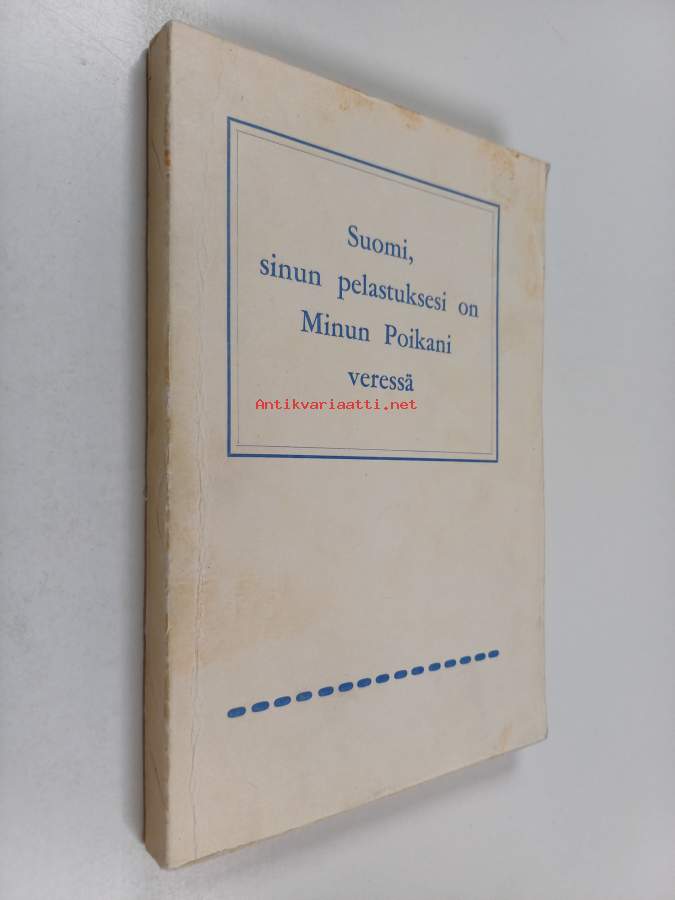 Suomi,
sinun pelastuksesi on
Minun Poikani
veressä
Antikvariaatti.net